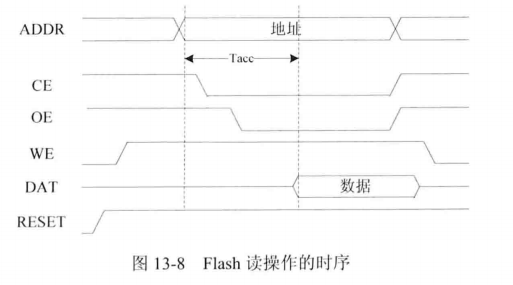 ADDR
地址
Tacc
CE
OE
WE
DAT
数据
RESET
图 13-8 Flash 读操作的时序